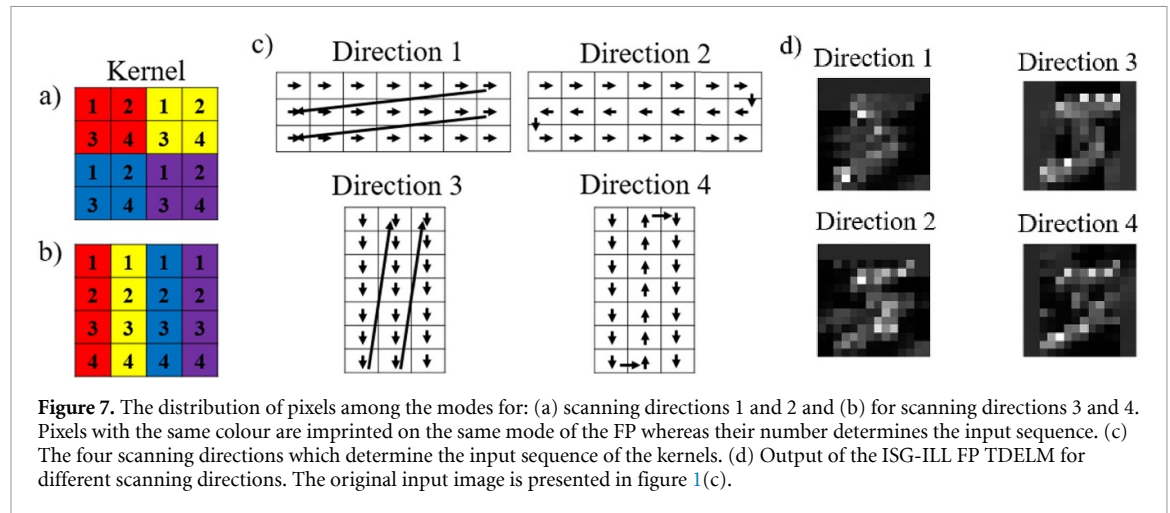 Kernel
a)
1 2 1 2
3 4 3 4
1 2 1 2
3 4 3 4
b)
1 1 1 1
2 2 2 2
3 3 3 3
4 4 4 4
c)
Direction 1
Direction 2
Direction 3
Direction 4
d)
Direction 1
Direction 3
Direction 2
Direction 4
Figure 7. The distribution of pixels among the modes for: (a) scanning directions 1 and 2 and (b) for scanning directions 3 and 4.
Pixels with the same colour are imprinted on the same mode of the FP whereas their number determines the input sequence. (c)
The four scanning directions which determine the input sequence of the kernels. (d) Output of the ISG-ILL FP TDELM for
different scanning directions. The original input image is presented in figure 1(c).